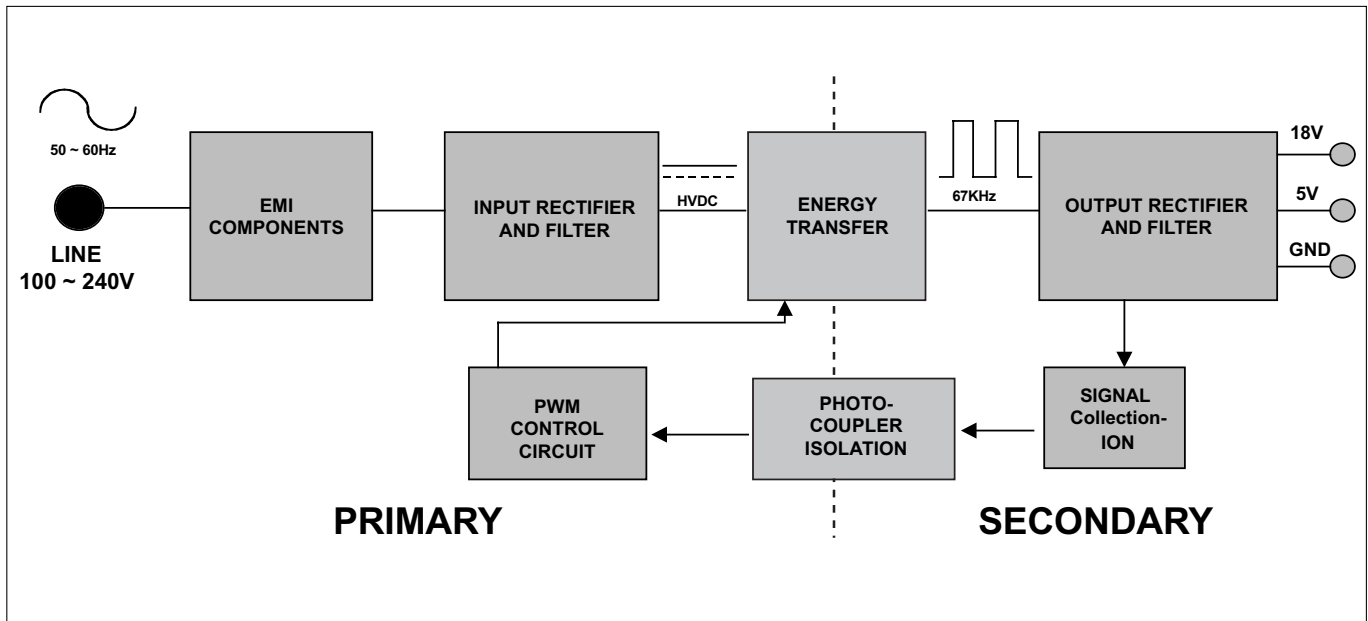 50 ~ 60Hz
LINE
100 ~ 240V
EMI
COMPONENTS
INPUT RECTIFIER
AND FILTER
HVDC
ENERGY
TRANSFER
67KHz
OUTPUT RECTIFIER
AND FILTER
18V
5V
GND
PWM
CONTROL
CIRCUIT
PHOTO-
COUPLER
ISOLATION
SIGNAL
Collection-
ION
PRIMARY
SECONDARY